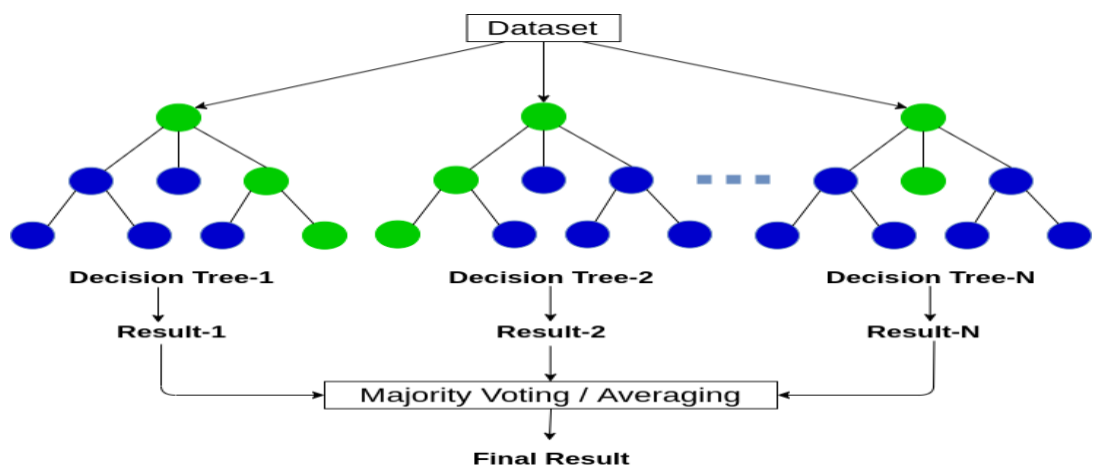 Dataset
Decision Tree-1
Decision Tree-2
Decision Tree-N
Result-1
Result-2
Result-N
Majority Voting / Averaging
Final Result